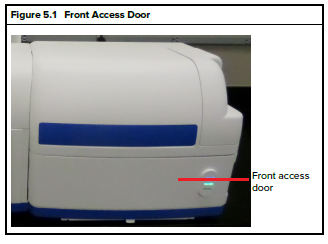 Figure 5.1 Front Access Door
Front access
door